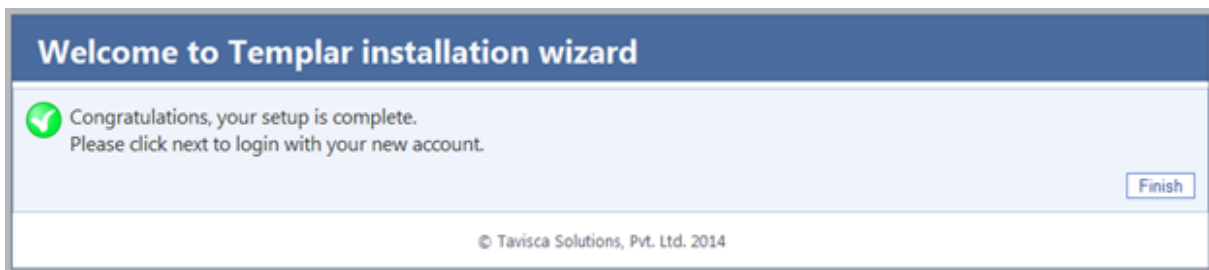 Welcome to Templar installation wizard
Congratulations, your setup is complete.
Please click next to login with your new account.
Finish
© Tavisca Solutions, Pvt. Ltd. 2014